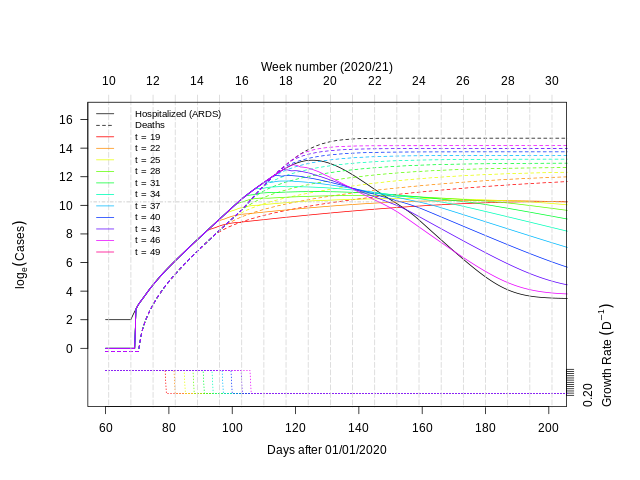 Week number (2020/21)
10 11 12 14 16 18 20 22 24 26 28 30
Hospitalized (ARDS)
Deaths
t = 19
t = 22
t = 25
t = 28
t = 31
t = 34
t = 37
t = 40
t = 43
t = 46
t = 49
16
14
12
10
8
6
4
2
0
log_e(Cases)
0.20
Growth Rate (D⁻¹)
60 80 100 120 140 160 180 200
Days after 01/01/2020